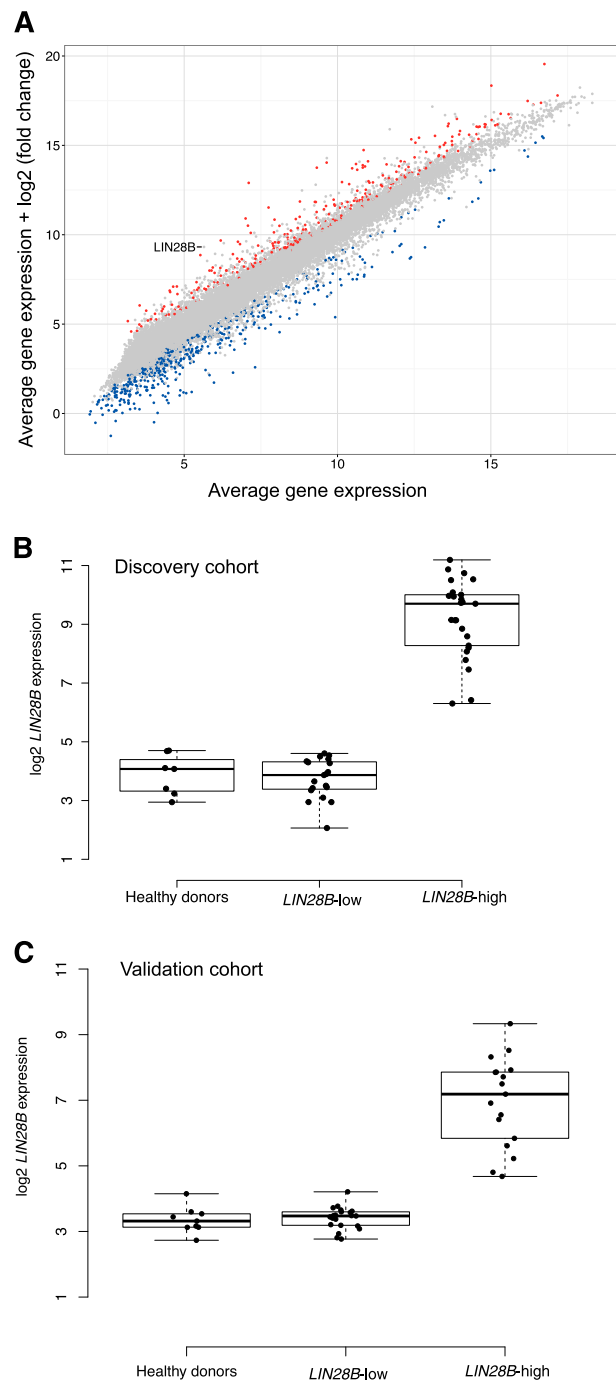 A
Average gene expression + log2 (fold change)
20
15
10
5
0
LIN28B
5
10
15
Average gene expression
B
Discovery cohort
log2 LIN28B expression
11
9
7
5
3
1
Healthy donors
LIN28B-low
LIN28B-high
C
Validation cohort
log2 LIN28B expression
11
9
7
5
3
1
Healthy donors
LIN28B-low
LIN28B-high